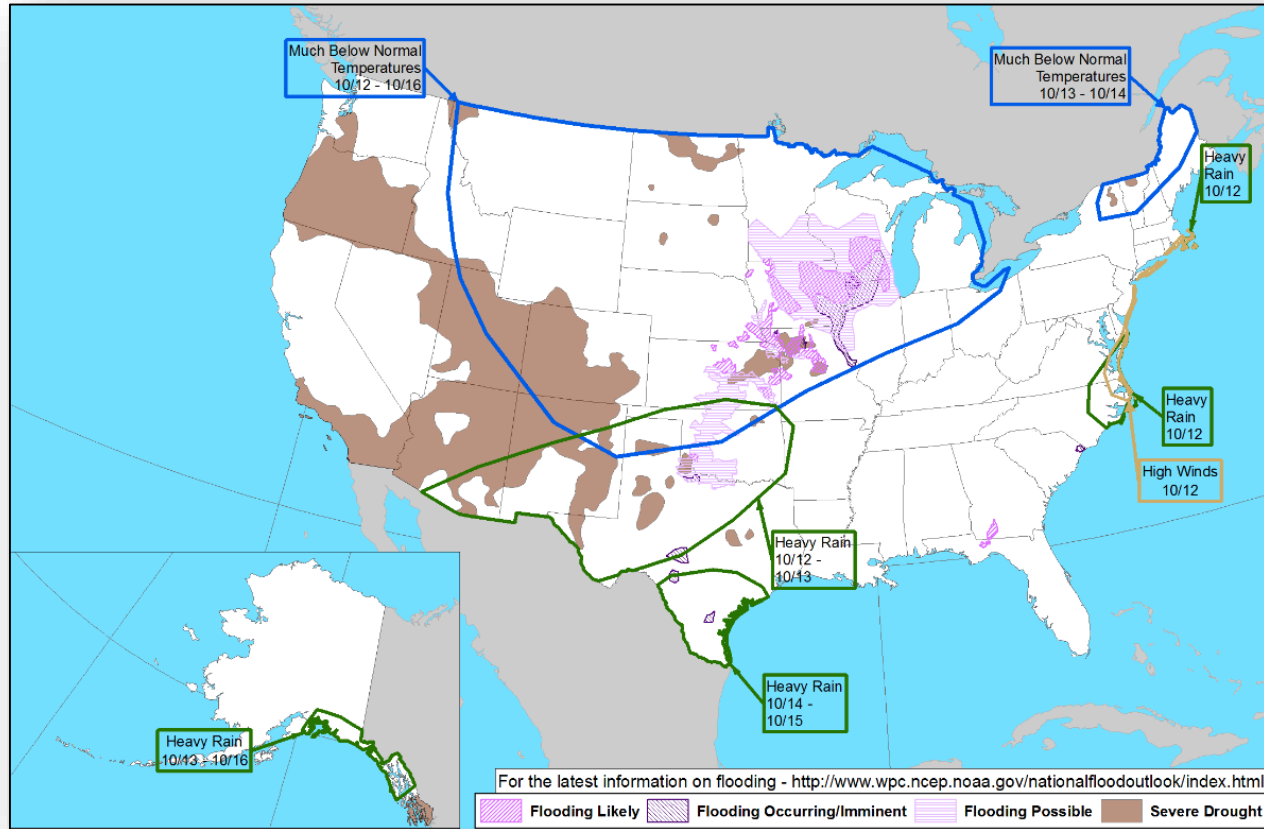 Much Below Normal
Temperatures
10/12 - 10/16
Much Below Normal
Temperatures
10/13 - 10/14
Heavy
Rain
10/12
Heavy
Rain
10/12
High Winds
10/12
Heavy Rain
10/12 -
10/13
Heavy Rain
10/14 -
10/15
Heavy Rain
10/13 - 10/16
For the latest information on flooding - http://www.wpc.ncep.noaa.gov/nationalfloodoutlook/index.html
Flooding Likely Flooding Occurring/Imminent Flooding Possible Severe Drought